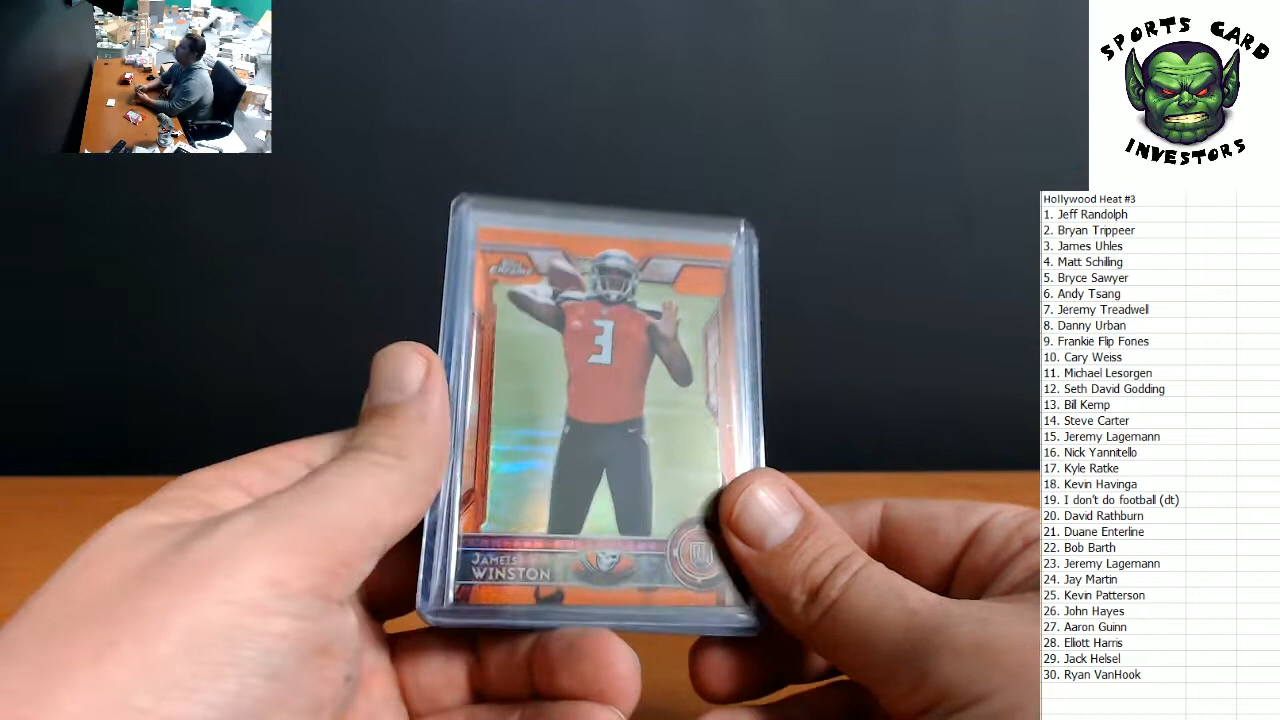 SPORTS CARD
INVESTORS
Hollywood Heat #3
1. Jeff Randolph
2. Bryan Trippeer
3. James Uhles
4. Matt Schiling
5. Bryce Sawyer
6. Andy Tsang
7. Jeremy Treadwell
8. Danny Urban
9. Frankie Flip Fones
10. Cary Weiss
11. Michael Lesorgen
12. Seth David Godding
13. Bill Kemp
14. Steve Carter
15. Jeremy Lagemann
16. Nick Yannitello
17. Kyle Ratke
18. Kevin Havinga
19. I don't do football (dt)
20. David Rathburn
21. Duane Enterline
22. Bob Barth
23. Jeremy Lagemann
24. Jay Martin
25. Kevin Patterson
26. John Hayes
27. Aaron Guinn
28. Eliott Harris
29. Jack Helsel
30. Ryan VanHook
CHROME
3
JAMEIS
WINSTON